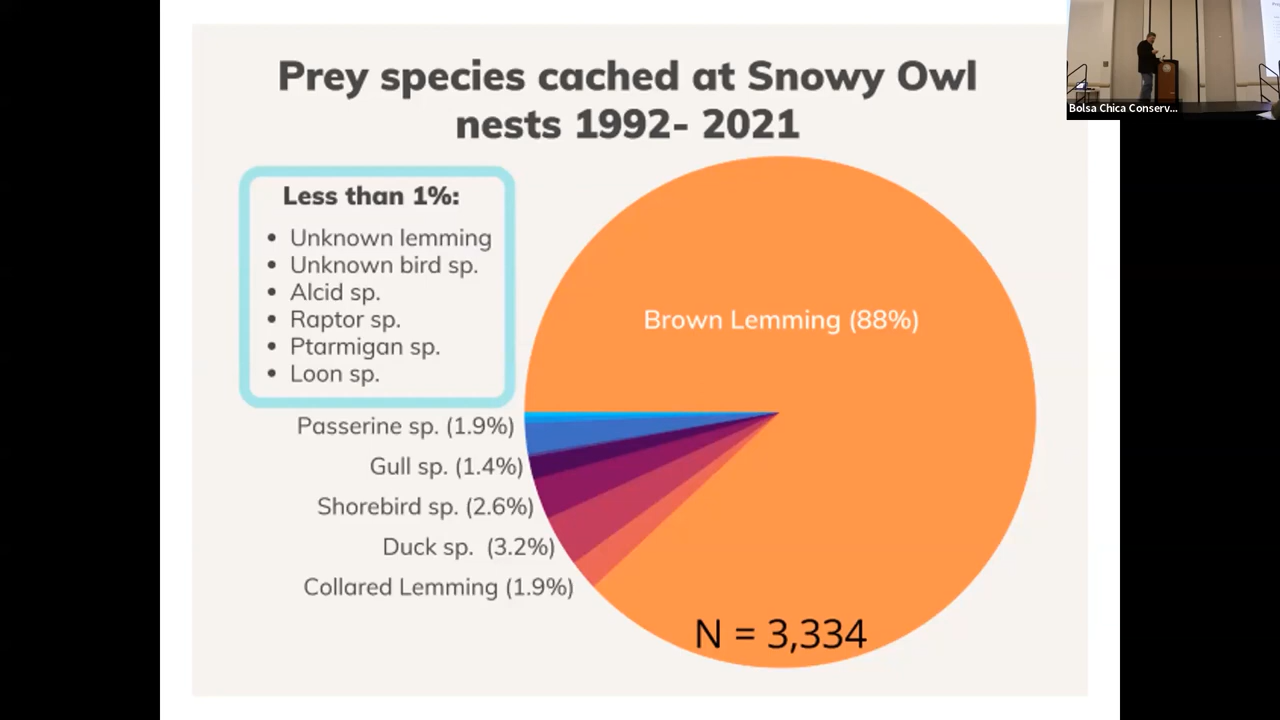 Prey species cached at Snowy Owl
nests 1992- 2021
Less than 1%:
• Unknown lemming
• Unknown bird sp.
• Alcid sp.
• Raptor sp.
• Ptarmigan sp.
• Loon sp.
Passerine sp. (1.9%)
Gull sp. (1.4%)
Shorebird sp. (2.6%)
Duck sp. (3.2%)
Collared Lemming (1.9%)
Brown Lemming (88%)
N = 3,334
Bolsa Chica Conserv...